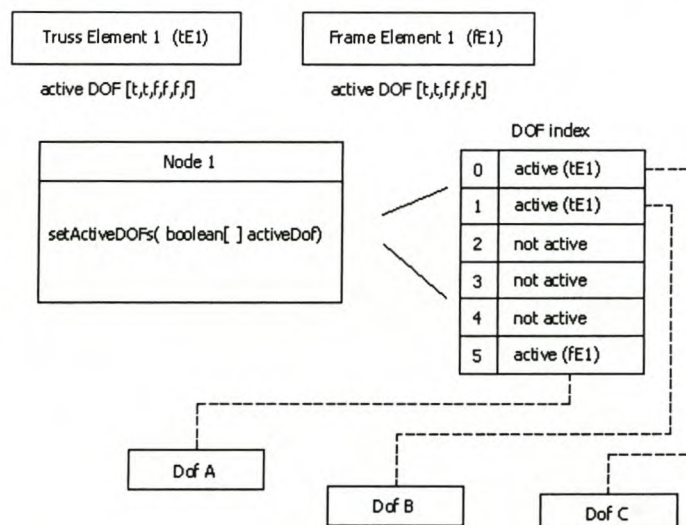 Truss Element 1 (tE1)
Frame Element 1 (fE1)
active DOF [t,t,f,f,f,f]
active DOF [t,t,f,f,f,t]
DOF index
Node 1
setActiveDOFs( boolean[ ] activeDof)
0 active (tE1)
1 active (tE1)
2 not active
3 not active
4 not active
5 active (fE1)
Dof A
Dof B
Dof C